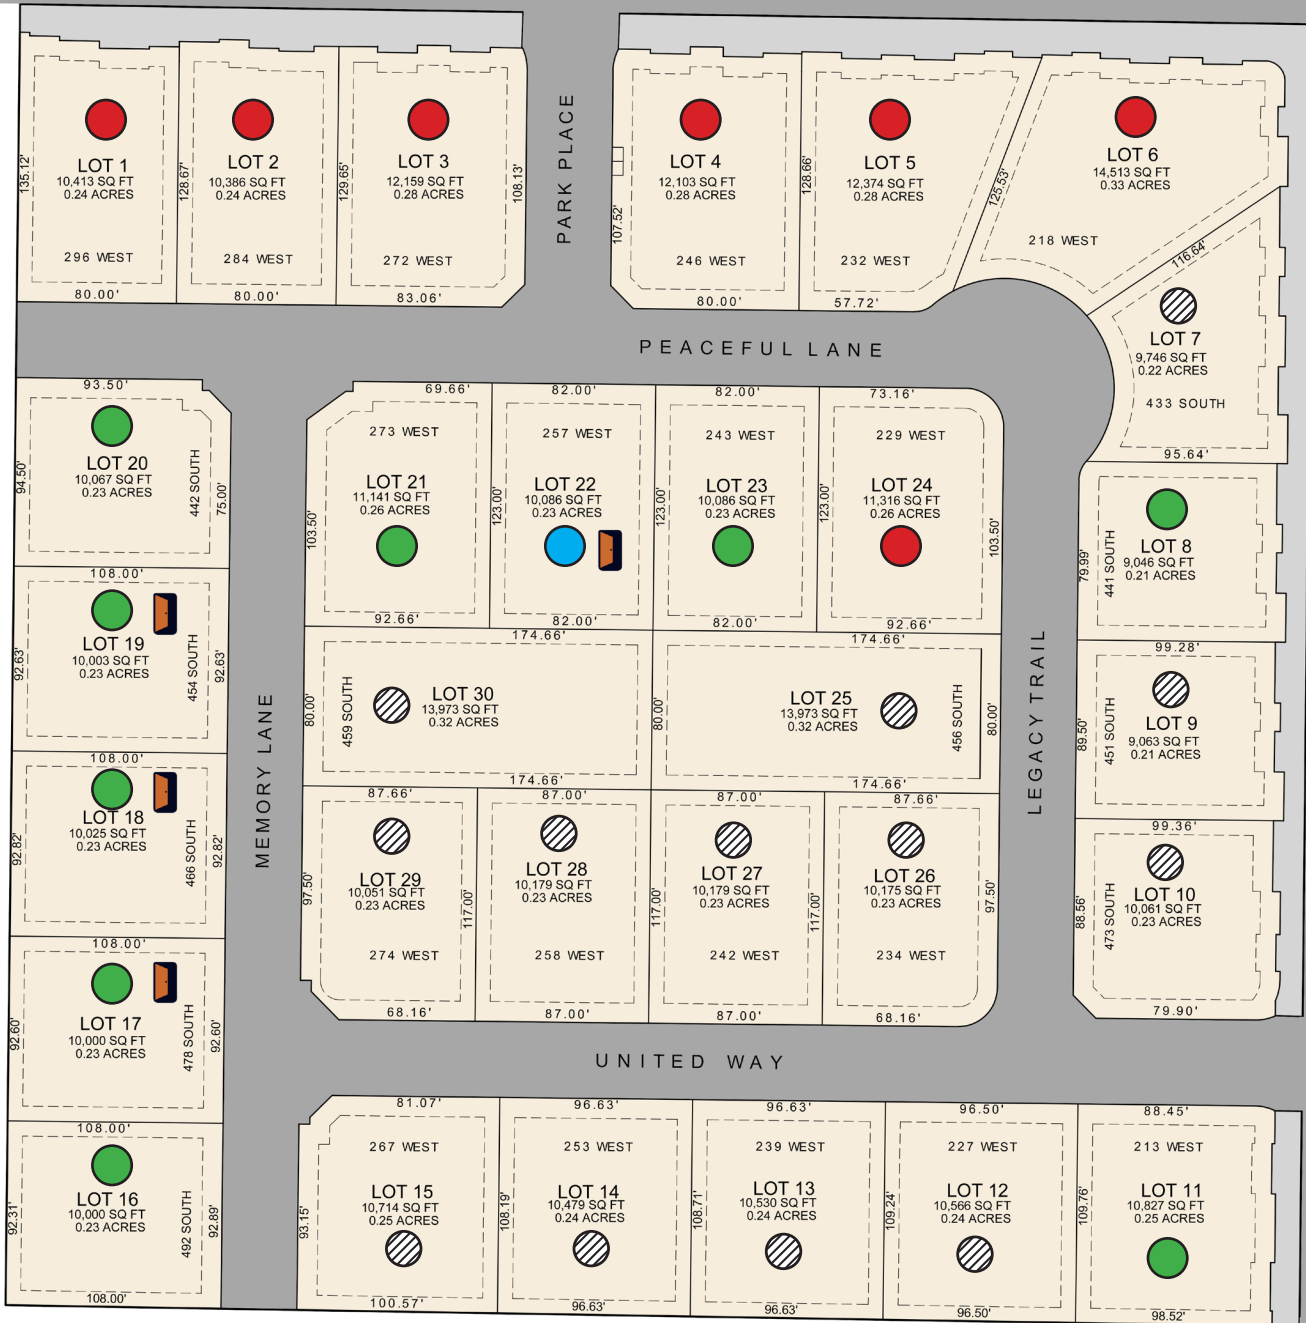 LOT 1
10,413 SQ FT
0.24 ACRES
296 WEST
135.12'
80.00'
LOT 2
10,386 SQ FT
0.24 ACRES
284 WEST
128.67'
80.00'
LOT 3
12,159 SQ FT
0.28 ACRES
272 WEST
129.65'
108.13'
83.06'
PARK PLACE
LOT 4
12,103 SQ FT
0.28 ACRES
246 WEST
107.52'
80.00'
LOT 5
12,374 SQ FT
0.28 ACRES
232 WEST
128.66'
57.72'
125.53'
LOT 6
14,513 SQ FT
0.33 ACRES
218 WEST
116.64'
LOT 7
9,746 SQ FT
0.22 ACRES
433 SOUTH
95.64'
PEACEFUL LANE
93.50'
LOT 20
10,067 SQ FT
0.23 ACRES
94.50'
442 SOUTH
75.00'
108.00'
LOT 19
10,003 SQ FT
0.23 ACRES
92.63'
454 SOUTH
92.63'
108.00'
LOT 18
10,025 SQ FT
0.23 ACRES
92.82'
466 SOUTH
92.82'
108.00'
LOT 17
10,000 SQ FT
0.23 ACRES
92.60'
478 SOUTH
92.60'
108.00'
LOT 16
10,000 SQ FT
0.23 ACRES
92.31'
492 SOUTH
92.89'
108.00'
MEMORY LANE
69.66'
273 WEST
LOT 21
11,141 SQ FT
0.26 ACRES
103.50'
92.66'
82.00'
257 WEST
LOT 22
10,086 SQ FT
0.23 ACRES
123.00'
82.00'
82.00'
243 WEST
LOT 23
10,086 SQ FT
0.23 ACRES
123.00'
82.00'
73.16'
229 WEST
LOT 24
11,316 SQ FT
0.26 ACRES
123.00'
103.50'
92.66'
174.66'
LOT 30
13,973 SQ FT
0.32 ACRES
80.00'
459 SOUTH
174.66'
174.66'
LOT 25
13,973 SQ FT
0.32 ACRES
80.00'
456 SOUTH
80.00'
174.66'
LEGACY TRAIL
LOT 8
9,046 SQ FT
0.21 ACRES
79.99'
441 SOUTH
99.28'
LOT 9
9,063 SQ FT
0.21 ACRES
89.50'
451 SOUTH
99.36'
LOT 10
10,061 SQ FT
0.23 ACRES
88.56'
473 SOUTH
79.90'
87.66'
LOT 29
10,051 SQ FT
0.23 ACRES
97.50'
117.00'
274 WEST
68.16'
87.00'
LOT 28
10,179 SQ FT
0.23 ACRES
258 WEST
117.00'
87.00'
87.00'
LOT 27
10,179 SQ FT
0.23 ACRES
242 WEST
117.00'
87.00'
87.66'
LOT 26
10,175 SQ FT
0.23 ACRES
97.50'
234 WEST
68.16'
UNITED WAY
81.07'
267 WEST
LOT 15
10,714 SQ FT
0.25 ACRES
93.15'
100.57'
96.63'
253 WEST
LOT 14
10,479 SQ FT
0.24 ACRES
108.19'
96.63'
96.63'
239 WEST
LOT 13
10,530 SQ FT
0.24 ACRES
108.71'
96.63'
96.50'
227 WEST
LOT 12
10,566 SQ FT
0.24 ACRES
109.24'
96.50'
88.45'
213 WEST
LOT 11
10,827 SQ FT
0.25 ACRES
109.76'
98.52'